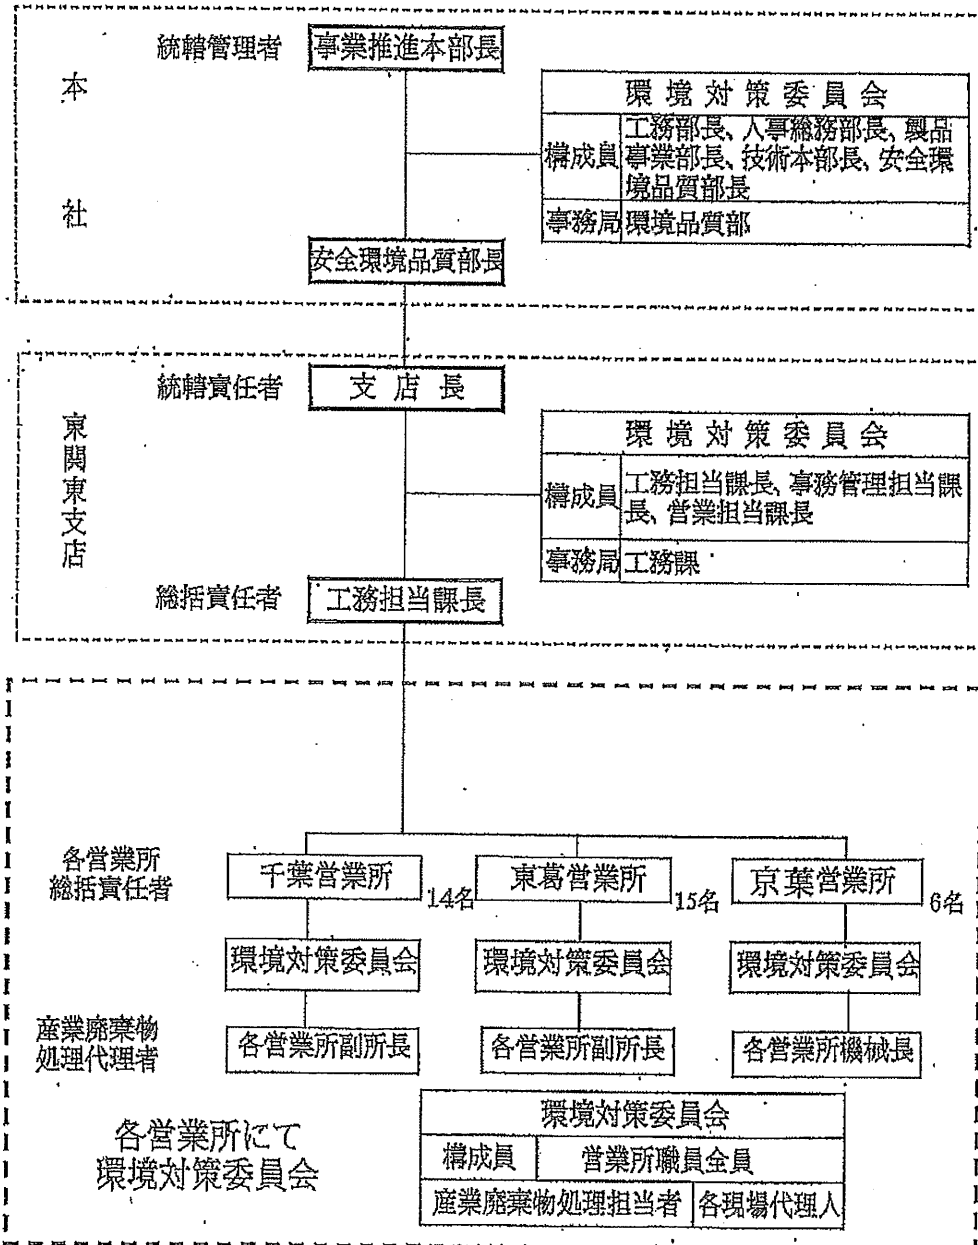 本社
統轄管理者
事業推進本部長
環境対策委員会
構成員
工務部長、人事総務部長、製品
事業部長、技術本部長、安全環
境品質部長
事務局
環境品質部
安全環境品質部長
東関東支店
統轄責任者
支店長
環境対策委員会
構成員
工務担当課長、事務管理担当課
長、営業担当課長
事務局
工務課
総括責任者
工務担当課長
各営業所
総括責任者
千葉営業所
14名
東葛営業所
15名
京葉営業所
6名
環境対策委員会
環境対策委員会
環境対策委員会
産業廃棄物
処理代理者
各営業所副所長
各営業所副所長
各営業所機械長
各営業所にて
環境対策委員会
環境対策委員会
構成員
営業所職員全員
産業廃棄物処理担当者
各現場代理人